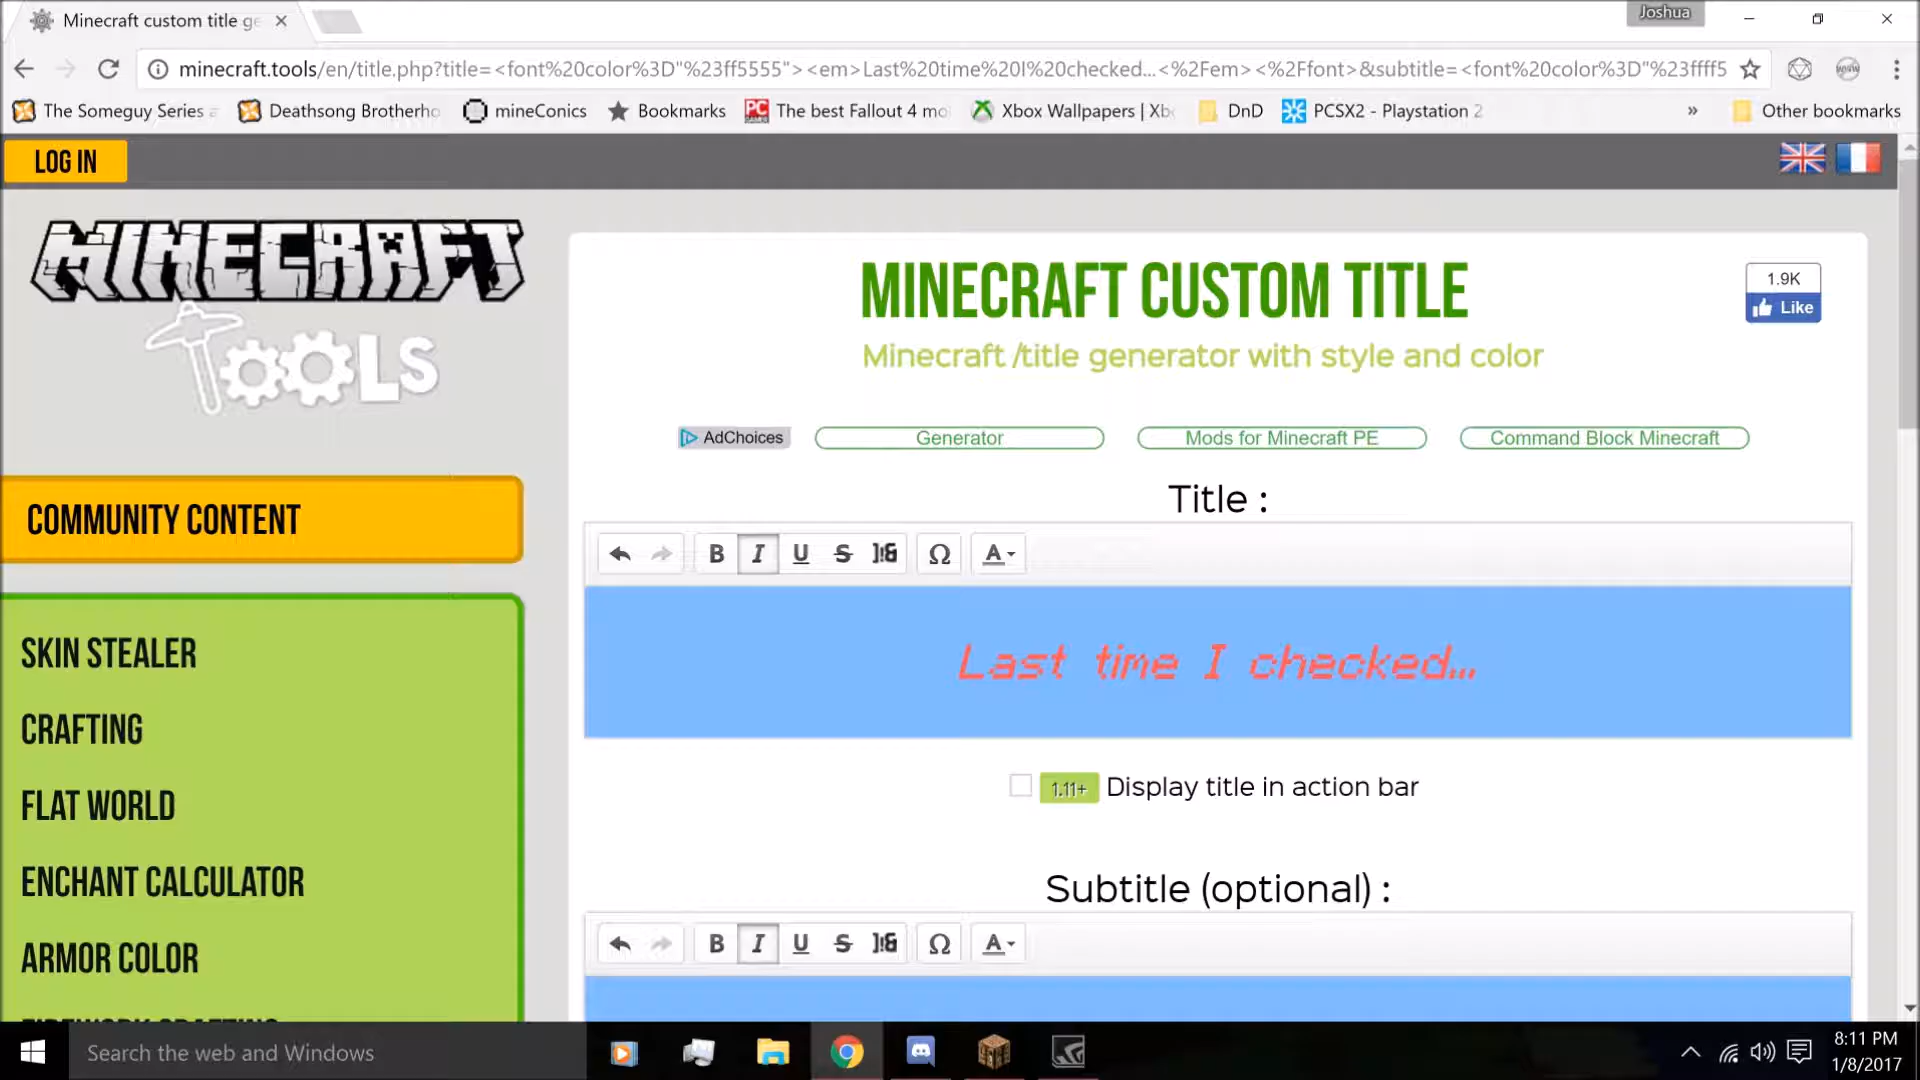 Minecraft custom title ge
Joshua
minecraft.tools/en/title.php?title=<font%20color%3D"%23ff5555"><em>Last%20time%20I%20checked...<%2Fem><%2Ffont>&subtitle=<font%20color%3D"%23ffff5
The Someguy Series a
Deathsong Brotherho
mineConics
Bookmarks
The best Fallout 4 mo
Xbox Wallpapers | Xb
DnD
PCSX2 - Playstation 2
»
Other bookmarks
LOG IN
MINECRAFT
TOOLS
MINECRAFT CUSTOM TITLE
Minecraft /title generator with style and color
1.9K
Like
AdChoices
Generator
Mods for Minecraft PE
Command Block Minecraft
COMMUNITY CONTENT
Title :
B I U S Ω A
Last time I checked...
SKIN STEALER
CRAFTING
FLAT WORLD
ENCHANT CALCULATOR
ARMOR COLOR
1.11+ Display title in action bar
Subtitle (optional) :
B I U S Ω A
Search the web and Windows
8:11 PM
1/8/2017